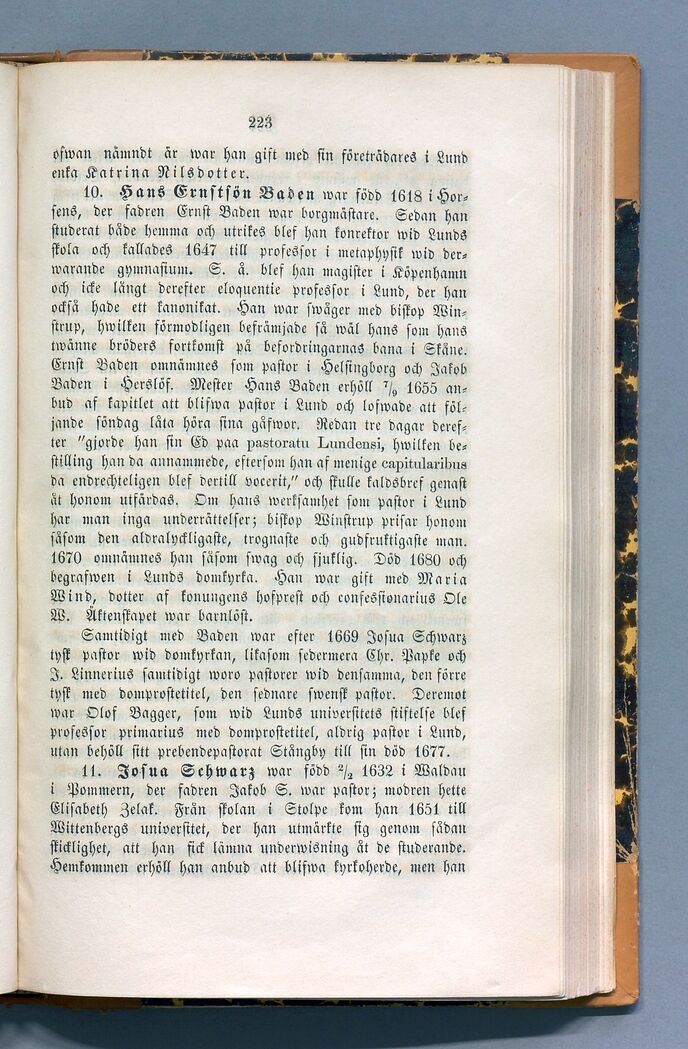 223
ofwan nämndt är war han gift med sin företrädares i Lund
enka Katrina Nilsdotter.
10. Hans Ernstsön Baden war född 1618 i Hor-
sens, der fadren Ernst Baden war borgmästare. Sedan han
studerat både hemma och utrikes blef han konrektor wid Lunds
skola och kallades 1647 till professor i metaphysik wid der-
warande gymnasium. S. å. blef han magister i Köpenhamn
och icke långt derefter eloquentie professor i Lund, der han
också hade ett kanonikat. Han war swåger med biskop Win-
strup, hwilken förmodligen befrämjade så wäl hans som hans
twänne bröders fortkomst på befordringarnas bana i Skåne.
Ernst Baden omnämnes som pastor i Helsingborg och Jakob
Baden i Herslöf. Mester Hans Baden erhöll 7/9 1655 an-
bud af kapitlet att blifwa pastor i Lund och lofwade att föl-
jande söndag låta höra sina gåfwor. Redan tre dagar deref-
ter "gjorde han sin Ed paa pastoratu Lundensi, hwilken be-
stilling han da annammede, eftersom han af menige capitularibus
da endrechteligen blef dertill vocerit," och skulle kaldsbref genast
åt honom utfärdas. Om hans werksamhet som pastor i Lund
har man inga underrättelser; biskop Winstrup prisar honom
såsom den aldralyckligaste, trognaste och gudfruktigaste man.
1670 omnämnes han såsom swag och sjuklig. Död 1680 och
begrafwen i Lunds domkyrka. Han war gift med Maria
Wind, dotter af konungens hofprest och confessionarius Ole
W. Äktenskapet war barnlöst.
Samtidigt med Baden war efter 1669 Josua Schwarz
tysk pastor wid domkyrkan, likasom sedermera Chr. Papke och
J. Linnerius samtidigt woro pastorer wid densamma, den förre
tysk med domprostetitel, den sednare swensk pastor. Deremot
war Olof Bagger, som wid Lunds universitets stiftelse blef
professor primarius med domprostetitel, aldrig pastor i Lund,
utan behöll sitt prebendepastorat Stångby till sin död 1677.
11. Josua Schwarz war född 2/2 1632 i Waldau
i Pommern, der fadren Jakob S. war pastor; modren hette
Elisabeth Zelak. Från skolan i Stolpe kom han 1651 till
Wittenbergs universitet, der han utmärkte sig genom sådan
skicklighet, att han fick lämna underwisning åt de studerande.
Hemkommen erhöll han anbud att blifwa kyrkoherde, men han